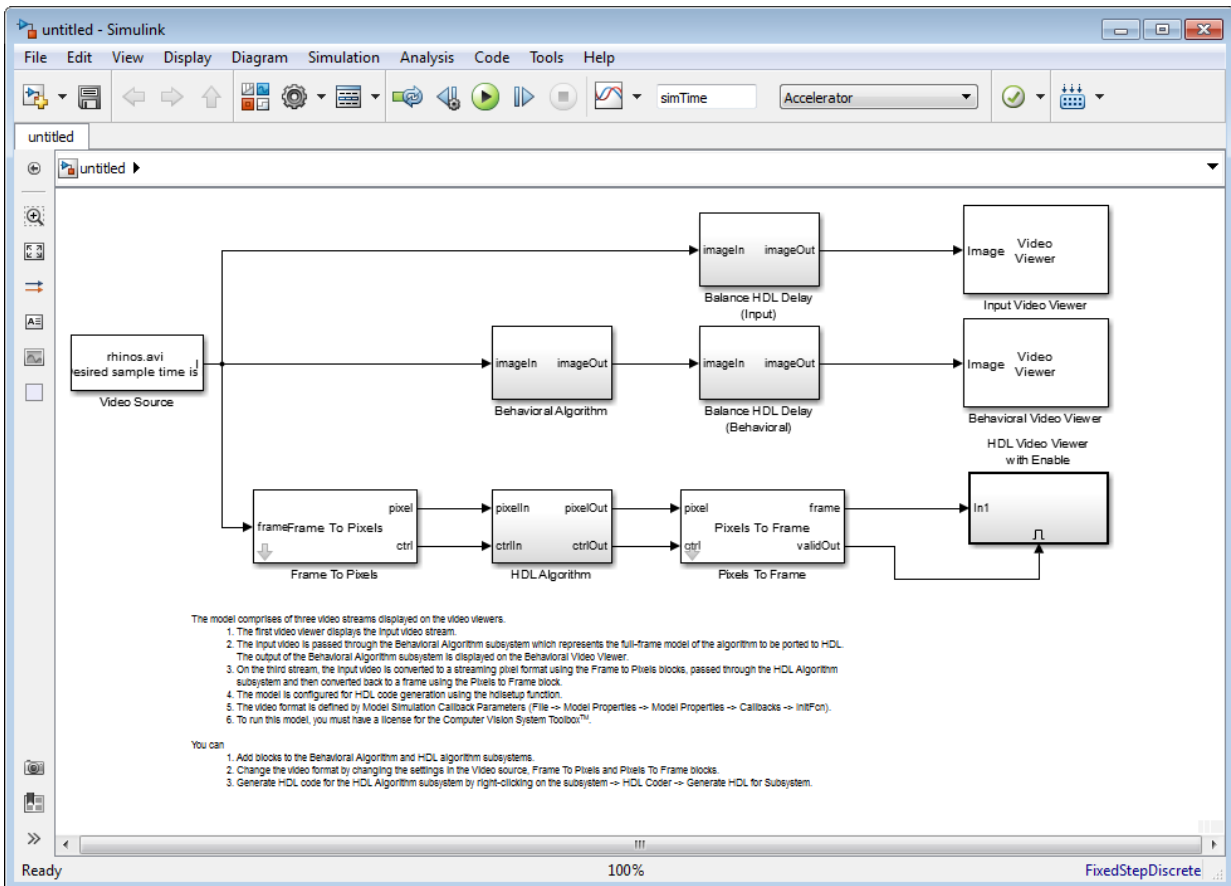 untitled - Simulink
File Edit View Display Diagram Simulation Analysis Code Tools Help
simTime Accelerator
untitled
untitled
imageIn imageOut
Balance HDL Delay
(Input)
Image Video
Viewer
Input Video Viewer
rhinos.avi
esired sample time is
I
Video Source
imageIn imageOut
Behavioral Algorithm
imageIn imageOut
Balance HDL Delay
(Behavioral)
Image Video
Viewer
Behavioral Video Viewer
HDL Video Viewer
with Enable
In1
frame Frame To Pixels
pixel
ctrl
Frame To Pixels
pixelIn pixelOut
ctrlIn ctrlOut
HDL Algorithm
pixel frame
Pixels To Frame
ctrl validOut
Pixels To Frame
The model comprises of three video streams displayed on the video viewers.
1. The first video viewer displays the input video stream.
2. The input video is passed through the Behavioral Algorithm subsystem which represents the full-frame model of the algorithm to be ported to HDL.
The output of the Behavioral Algorithm subsystem is displayed on the Behavioral Video Viewer.
3. On the third stream, the input video is converted to a streaming pixel format using the Frame to Pixels blocks, passed through the HDL Algorithm
subsystem and then converted back to a frame using the Pixels to Frame block.
4. The model is configured for HDL code generation using the hdlsetup function.
5. The video format is defined by Model Simulation Callback Parameters (File -> Model Properties -> Model Properties -> Callbacks -> InitFcn).
6. To run this model, you must have a license for the Computer Vision System Toolbox™.
You can
1. Add blocks to the Behavioral Algorithm and HDL algorithm subsystems.
2. Change the video format by changing the settings in the Video source, Frame To Pixels and Pixels To Frame blocks.
3. Generate HDL code for the HDL Algorithm subsystem by right-clicking on the subsystem -> HDL Coder -> Generate HDL for Subsystem.
Ready 100% FixedStepDiscrete